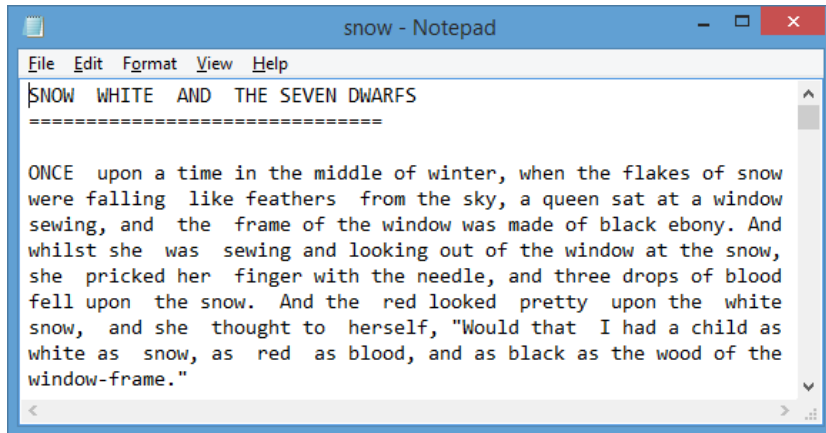 snow - Notepad
File Edit Format View Help
SNOW  WHITE  AND  THE SEVEN DWARFS
===============================
ONCE  upon a time in the middle of winter, when the flakes of snow
were falling  like feathers  from the sky, a queen sat at a window
sewing, and  the  frame of the window was made of black ebony. And
whilst she  was  sewing and looking out of the window at the snow,
she  pricked her  finger with the needle, and three drops of blood
fell upon  the snow.  And the  red looked  pretty  upon the  white
snow,  and she  thought to  herself, "Would that  I had a child as
white as  snow, as  red  as blood, and as black as the wood of the
window-frame."